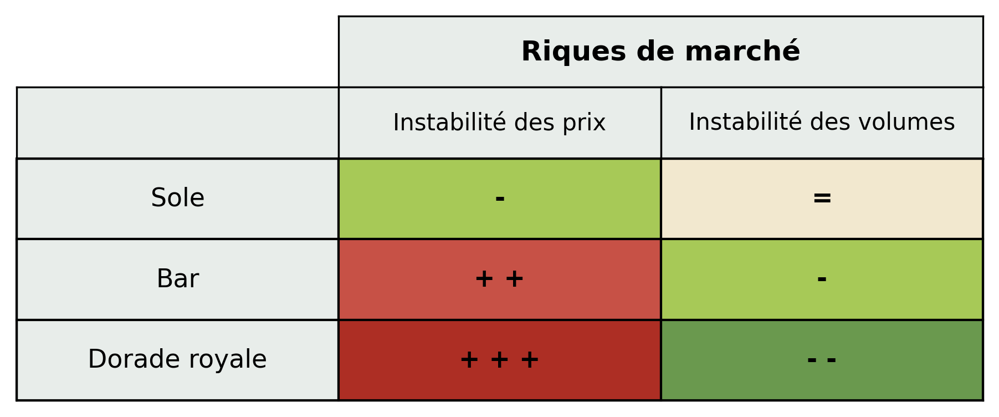 Riques de marché
Instabilité des prix Instabilité des volumes
Sole - =
Bar + + -
Dorade royale + + + - -